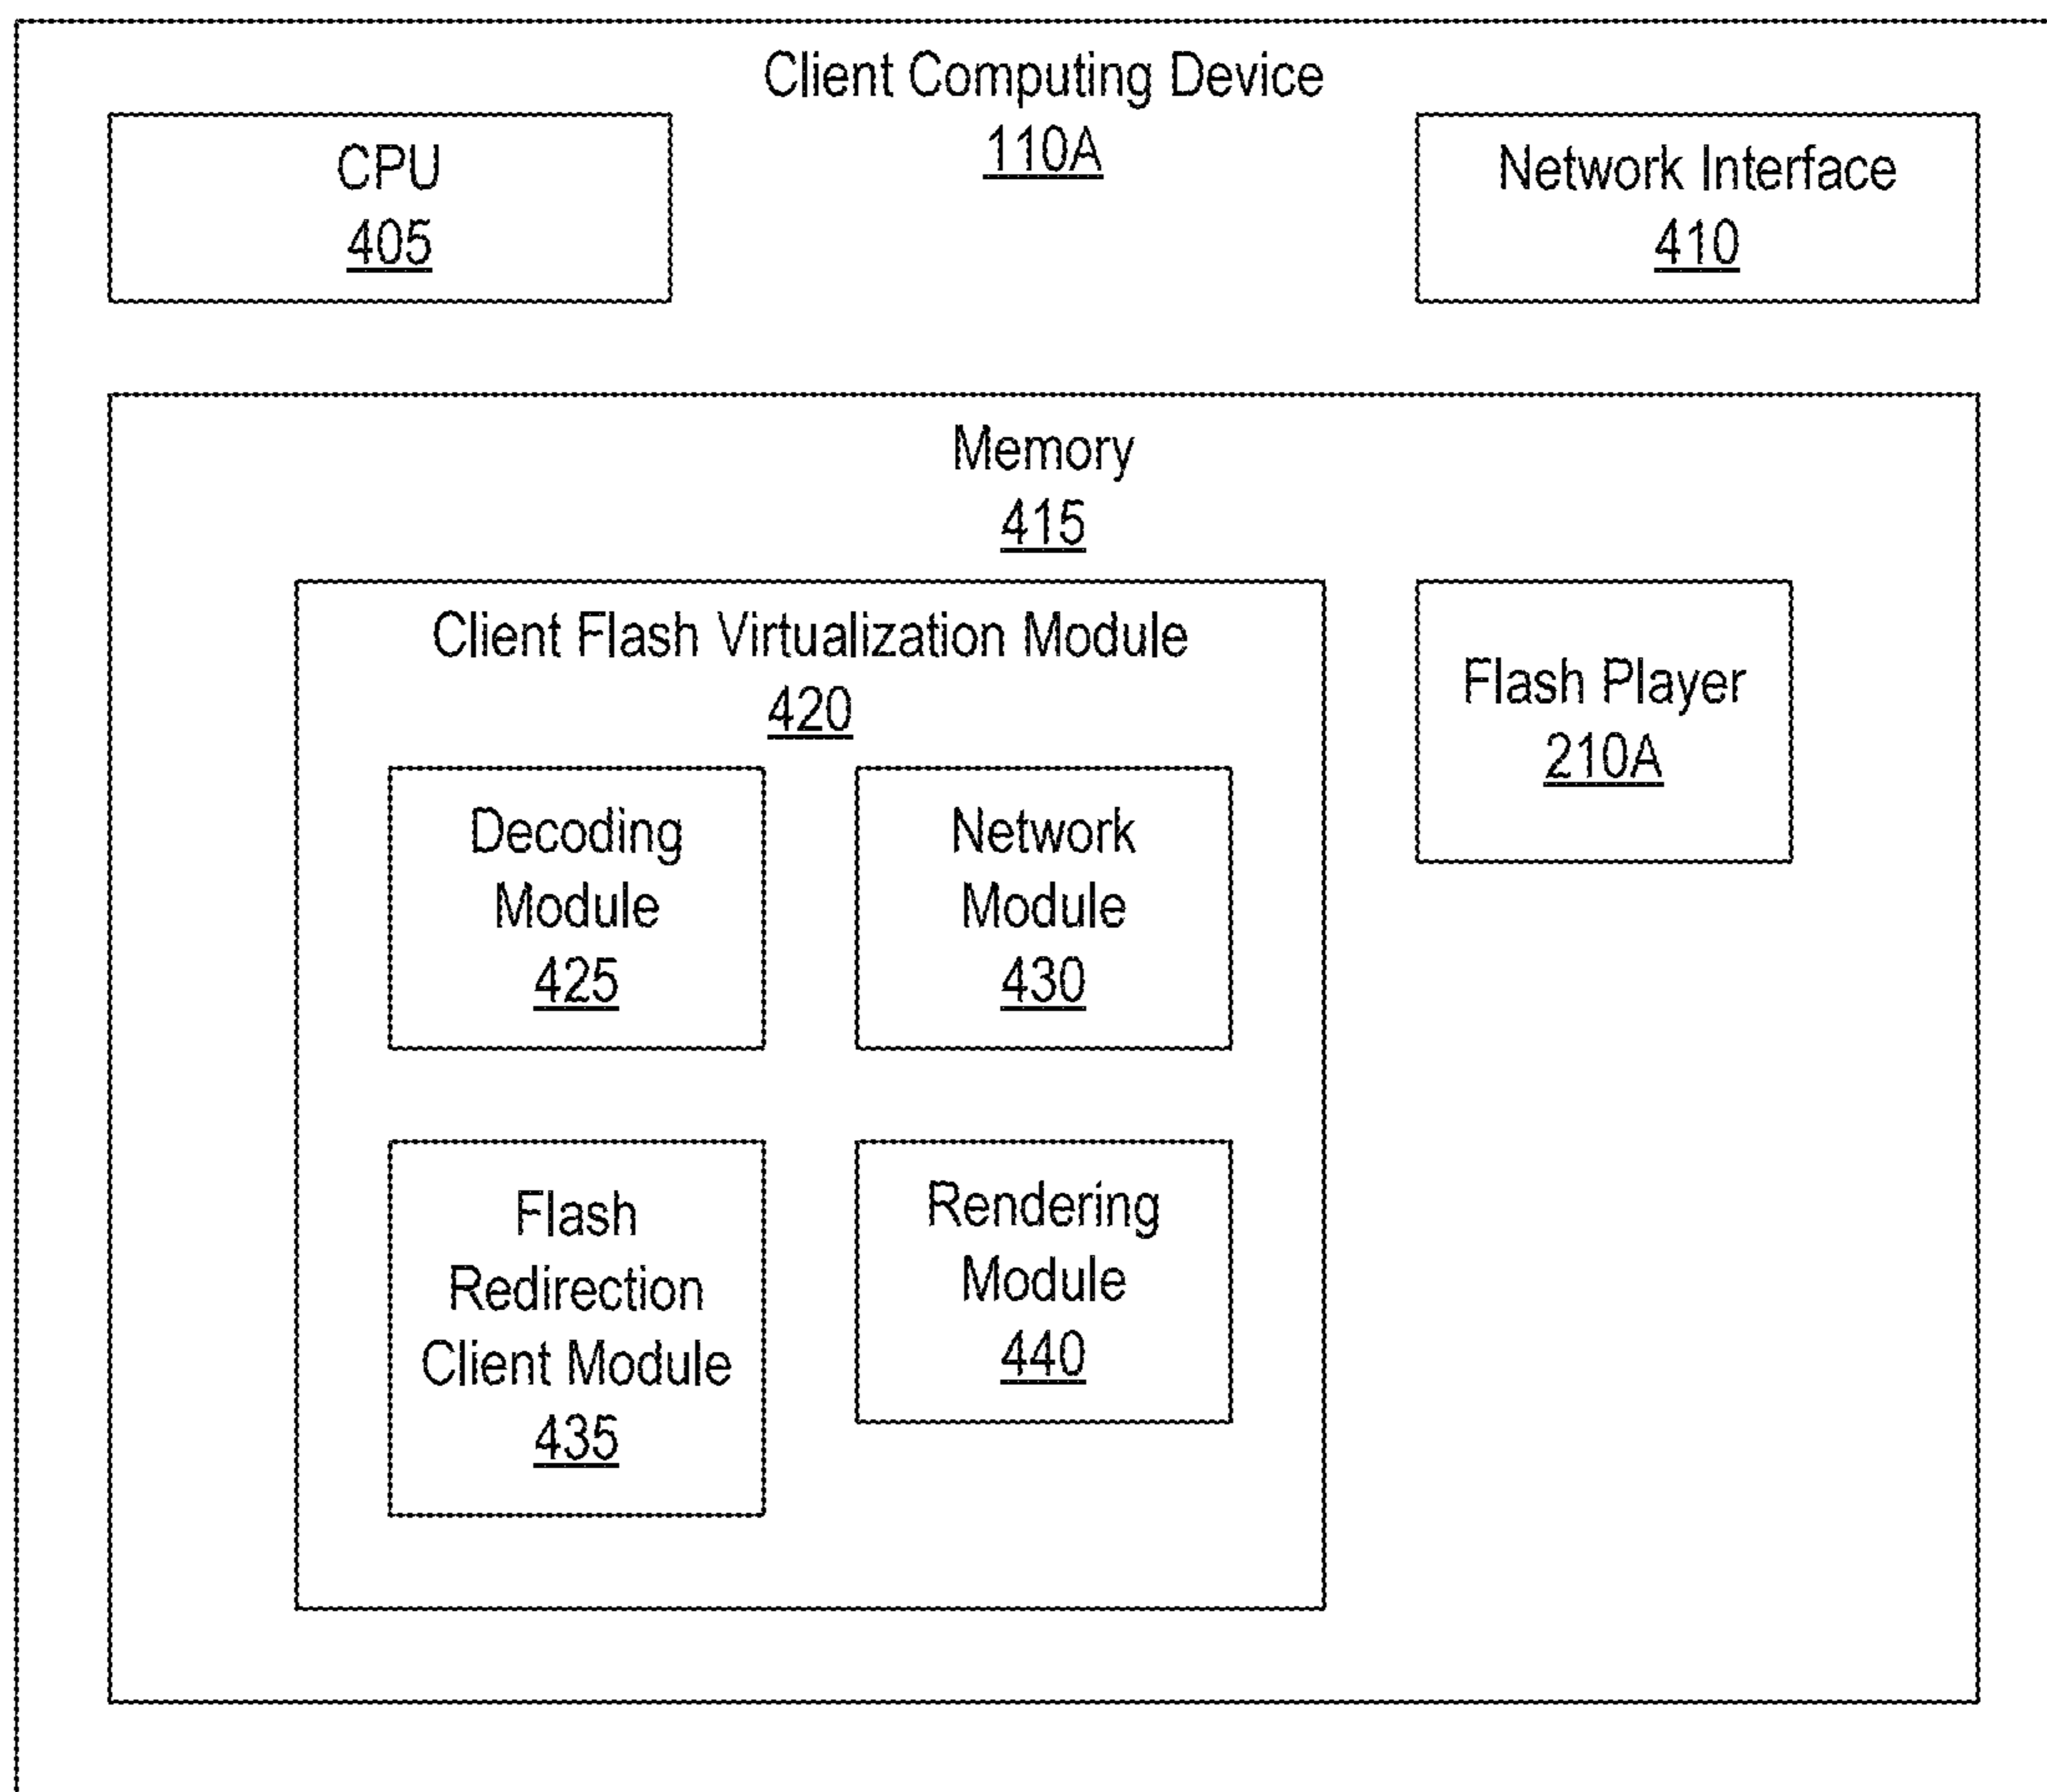 Client Computing Device
110A
CPU
405
Network Interface
410
Memory
415
Client Flash Virtualization Module
420
Flash Player
210A
Decoding
Module
425
Network
Module
430
Flash
Redirection
Client Module
435
Rendering
Module
440